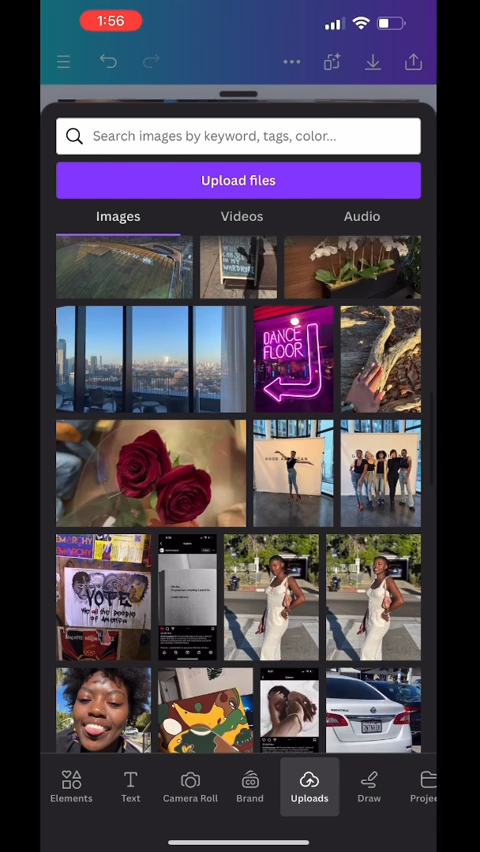 1:56
Search images by keyword, tags, color...
Upload files
Images Videos Audio
DANCE
FLOOR
VOTE
Elements Text Camera Roll Brand Uploads Draw Projec